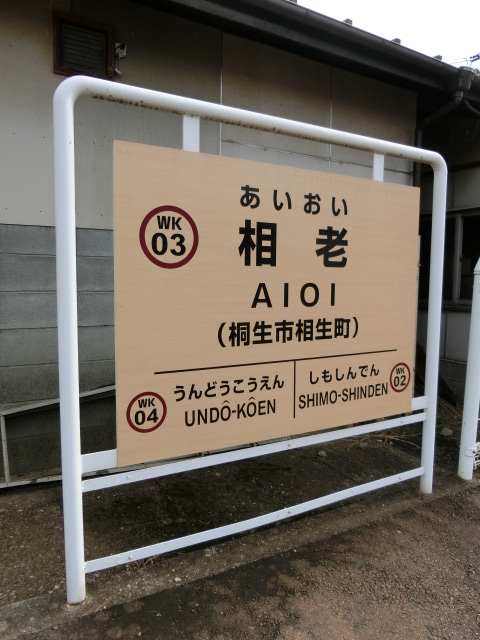 あいおい
WK
03
相老
AIOI
（桐生市相生町）
WK
04
うんどうこうえん
UNDÔ-KÔEN
しもしんでん
SHIMO-SHINDEN
WK
02